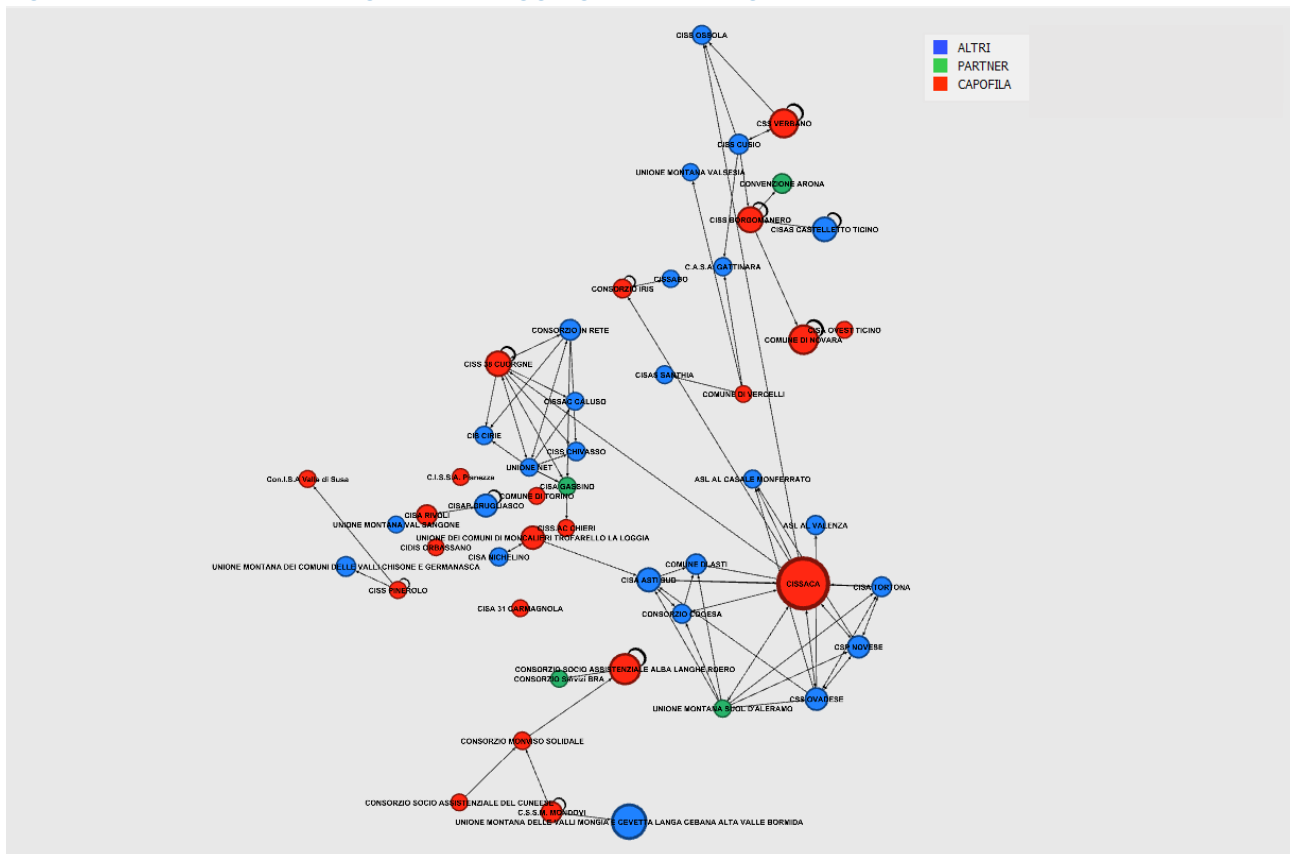 CISS OSSOLA
ALTRI
PARTNER
CAPOFILA
CSS VERBANO
CISS CUSIO
UNIONE MONTANA VALSESIA
CONVENZIONE ARONA
CISS BORGOMANERO
CISAS CASTELLETTO TICINO
C.A.S.A. GATTINARA
CISSABO
CONSORZIO IRIS
CONSORZIO IN RETE
CISA OVEST TICINO
COMUNE DI NOVARA
CISS 38 CUORGNE
CISAS SANTHIA
COMUNE DI VERCELLI
CISSAC CALUSO
CIS CIRIE
CISS CHIVASSO
UNIONE NET
Con.I.S.A Valle di Susa
C.I.S.S.A. Pianezza
ASL AL CASALE MONFERRATO
CISA GASSINO
COMUNE DI TORINO
CISAP GRUGLIASCO
CISA RIVOLI
UNIONE MONTANA VAL SANGONE
CISS AC CHIERI
ASL AL VALENZA
UNIONE DEI COMUNI DI MONCALIERI TROFARELLO LA LOGGIA
CIDIS ORBASSANO
CISA NICHELINO
UNIONE MONTANA DEI COMUNI DELLE VALLI CHISONE E GERMANASCA
COMUNE DI ASTI
CISA ASTI SUD
CISSACA
CISA TORTONA
CISS PINEROLO
CISA 31 CARMAGNOLA
CONSORZIO COGESA
CSP NOVESE
CONSORZIO SOCIO ASSISTENZIALE ALBA LANGHE ROERO
CONSORZIO SERVIZI BRA
CSS OVADESE
UNIONE MONTANA SUOL D'ALERAMO
CONSORZIO MONVISO SOLIDALE
CONSORZIO SOCIO ASSISTENZIALE DEL CUNEESE
C.S.S.M. MONDOVI
UNIONE MONTANA DELLE VALLI MONGIA E CEVETTA LANGA CEBANA ALTA VALLE BORMIDA